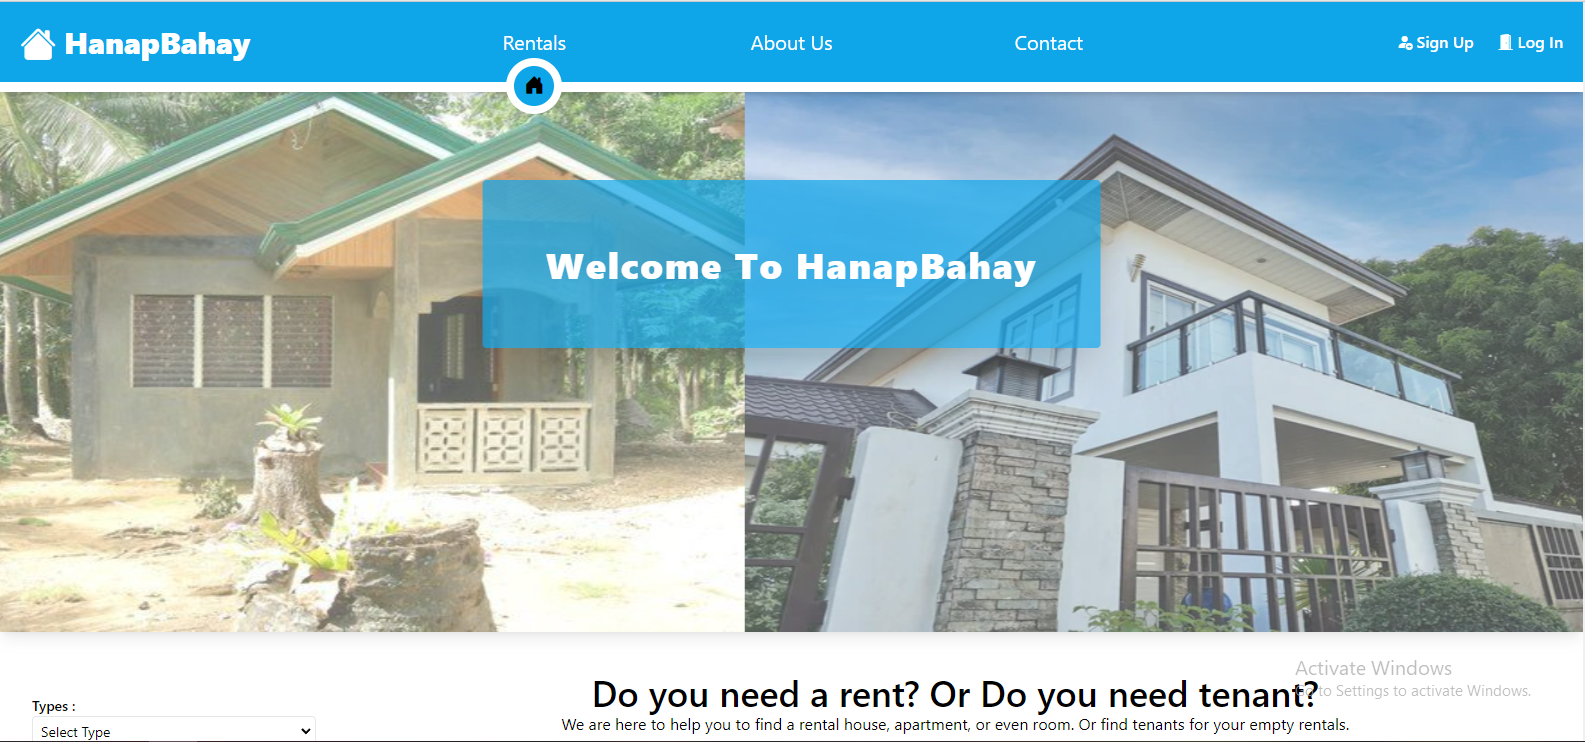 HanapBahay
Rentals
About Us
Contact
Sign Up
Log In
Welcome To HanapBahay
Do you need a rent? Or Do you need tenant?
We are here to help you to find a rental house, apartment, or even room. Or find tenants for your empty rentals.
Types :
Select Type
Activate Windows
Go to Settings to activate Windows.